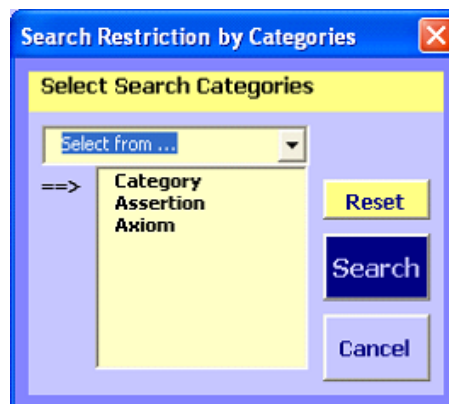 Search Restriction by Categories
Select Search Categories
Select from ...
==>
Category
Assertion
Axiom
Reset
Search
Cancel